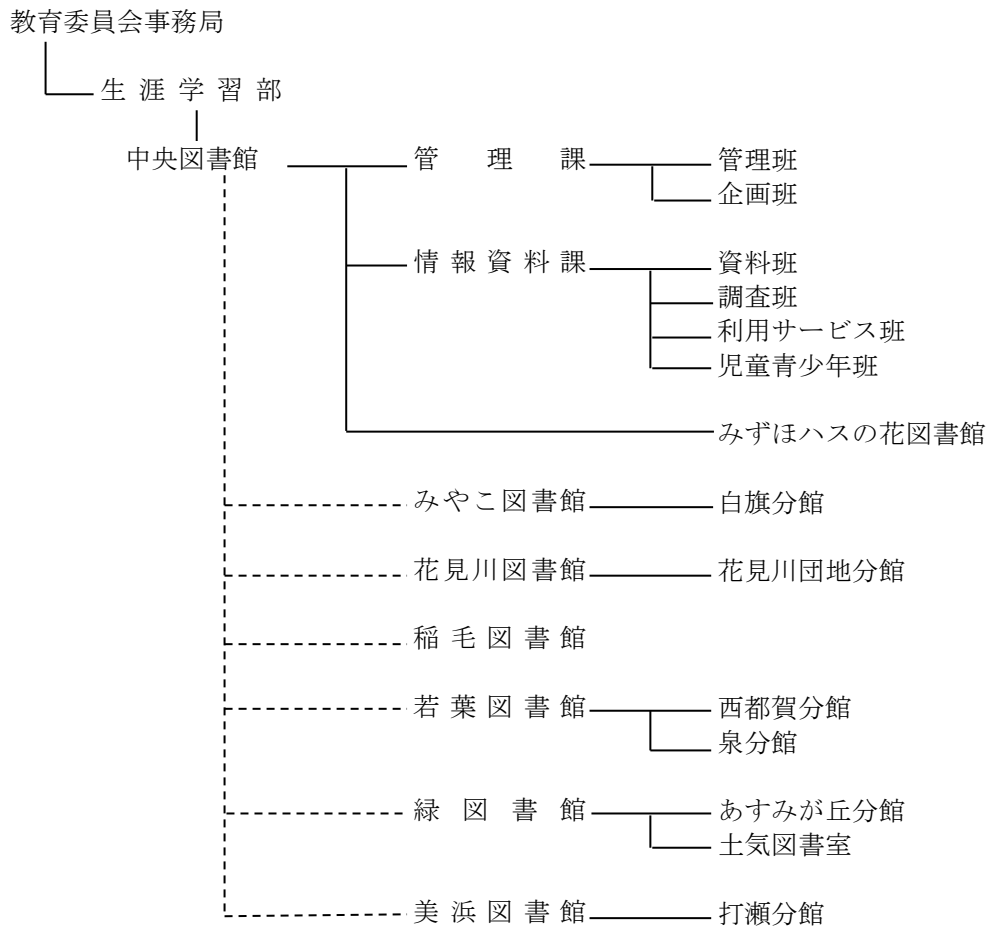 教育委員会事務局
生涯学習部
中央図書館
管理課
管理班
企画班
情報資料課
資料班
調査班
利用サービス班
児童青少年班
みずほハスの花図書館
みやこ図書館
白旗分館
花見川図書館
花見川団地分館
稲毛図書館
若葉図書館
西都賀分館
泉分館
緑図書館
あすみが丘分館
土気図書室
美浜図書館
打瀬分館